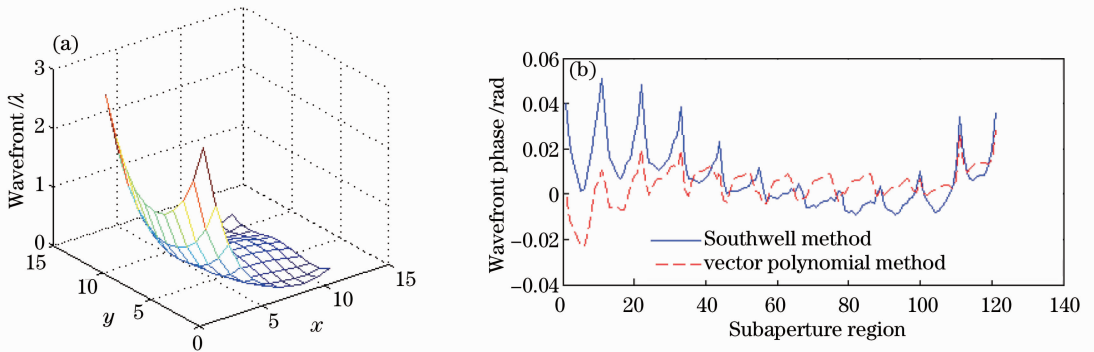 (a)
3
2
1
0
Wavefront /λ
15
10
5
0
y
5
10
15
x
(b)
0.06
0.04
0.02
0
−0.02
−0.04
Wavefront phase /rad
Southwell method
vector polynomial method
0 20 40 60 80 100 120 140
Subaperture region